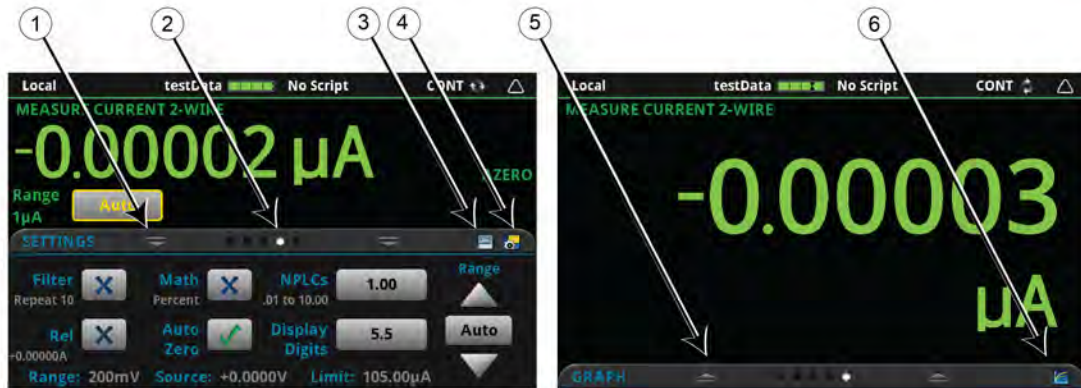 1 2 3 4 5 6
Local testData No Script CONT
MEASURE CURRENT 2-WIRE
-0.00002 µA
AZERO
Range
1µA Auto
SETTINGS
Filter Math NPLCs 1.00 Range
Repeat 10 Percent .01 to 10.00
Rel Auto Zero Display Digits 5.5 Auto
+0.00000A
Range: 200mV Source: +0.0000V Limit: 105.00µA
Local testData No Script CONT
MEASURE CURRENT 2-WIRE
-0.00003
µA
GRAPH